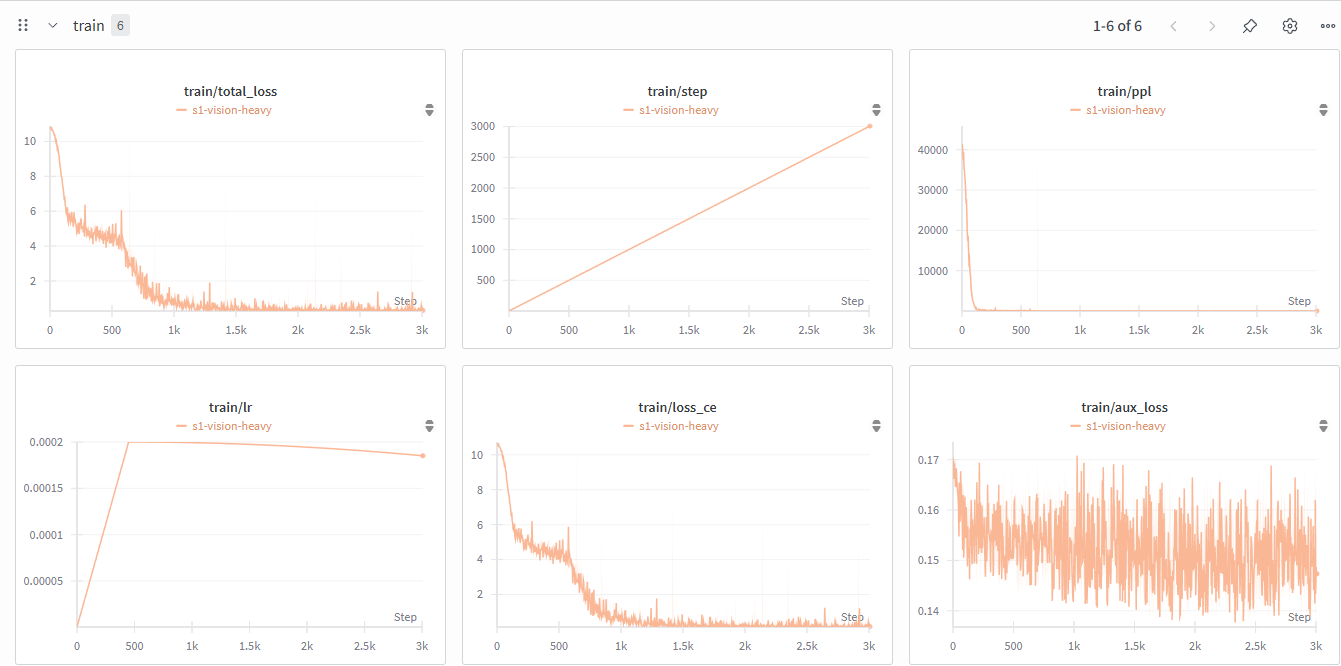 train 6 1-6 of 6
train/total_loss
s1-vision-heavy
10
8
6
4
2
Step
0 500 1k 1.5k 2k 2.5k 3k
train/step
s1-vision-heavy
3000
2500
2000
1500
1000
500
Step
0 500 1k 1.5k 2k 2.5k 3k
train/ppl
s1-vision-heavy
40000
30000
20000
10000
Step
0 500 1k 1.5k 2k 2.5k 3k
train/lr
s1-vision-heavy
0.0002
0.00015
0.0001
0.00005
Step
0 500 1k 1.5k 2k 2.5k 3k
train/loss_ce
s1-vision-heavy
10
8
6
4
2
Step
0 500 1k 1.5k 2k 2.5k 3k
train/aux_loss
s1-vision-heavy
0.17
0.16
0.15
0.14
Step
0 500 1k 1.5k 2k 2.5k 3k